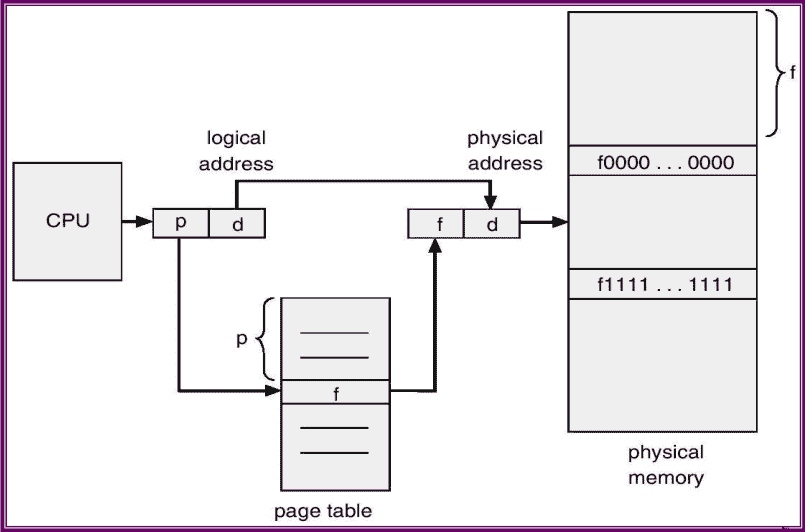 logical
address
physical
address
f
f0000 . . . 0000
CPU
p
d
f
d
f1111 . . . 1111
p
f
physical
memory
page table